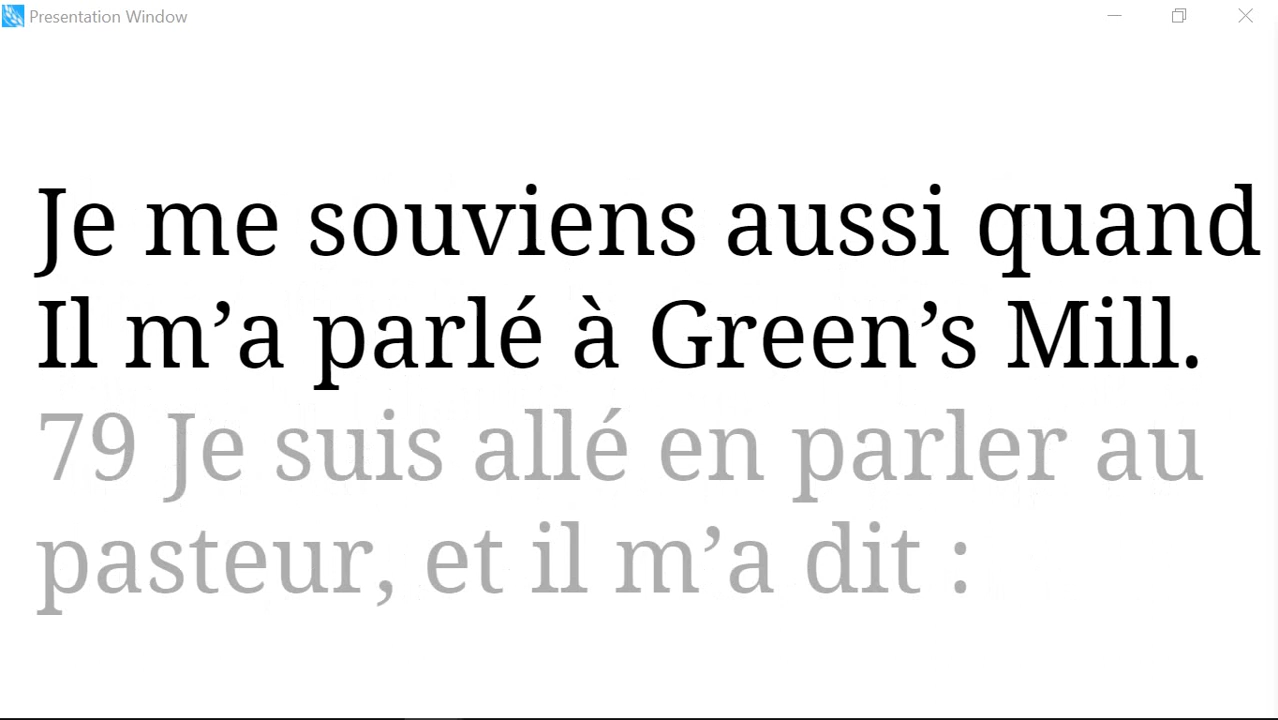 Presentation Window
Je me souviens aussi quand
Il m’a parlé à Green’s Mill.
79 Je suis allé en parler au
pasteur, et il m’a dit :